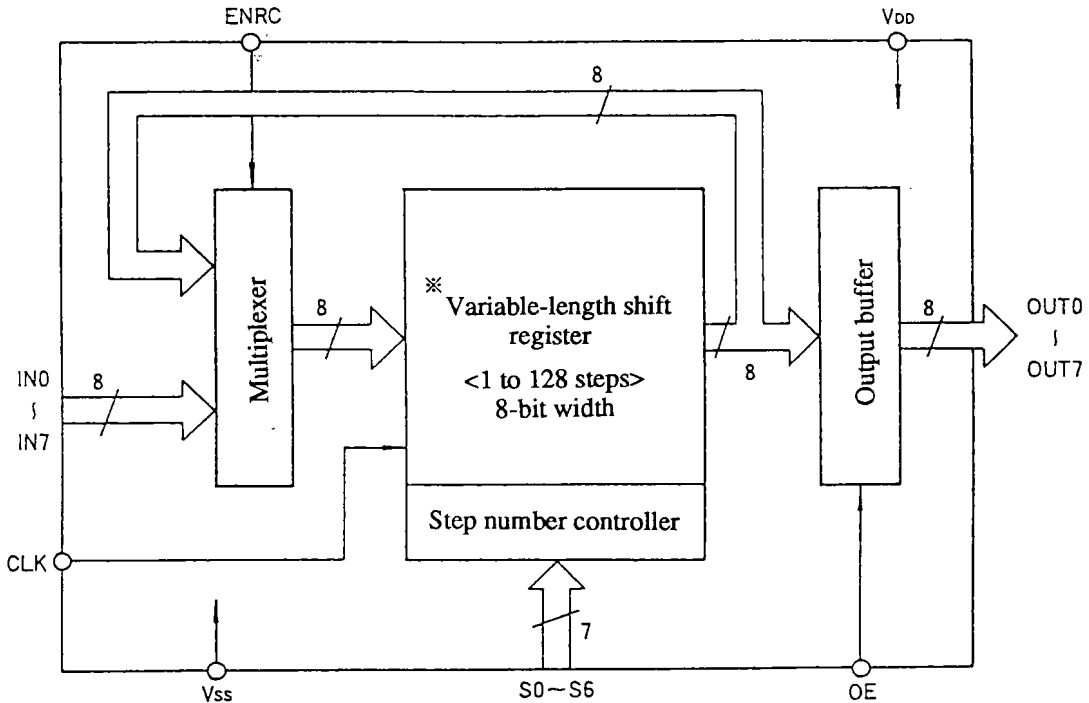 ENRC
VDD
8
Multiplexer
8
※
Variable-length shift
register
<1 to 128 steps>
8-bit width
8
Output buffer
8
OUT0
~
OUT7
IN0
~
IN7
8
Step number controller
CLK
7
VSS
S0~S6
OE